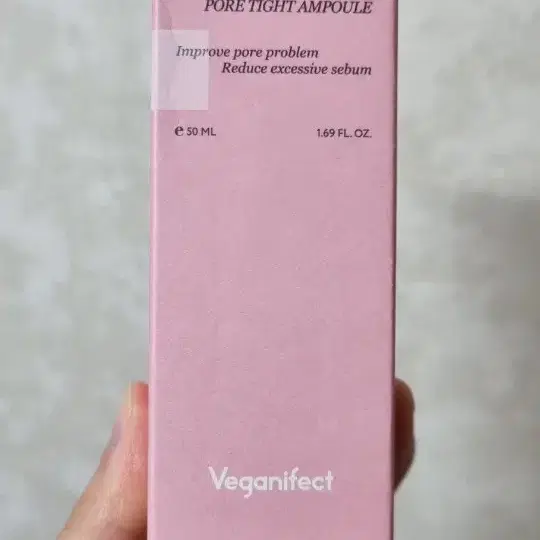 PORE TIGHT AMPOULE
Improve pore problem
Reduce excessive sebum
℮ 50 ML 1.69 FL. OZ.
Veganifect